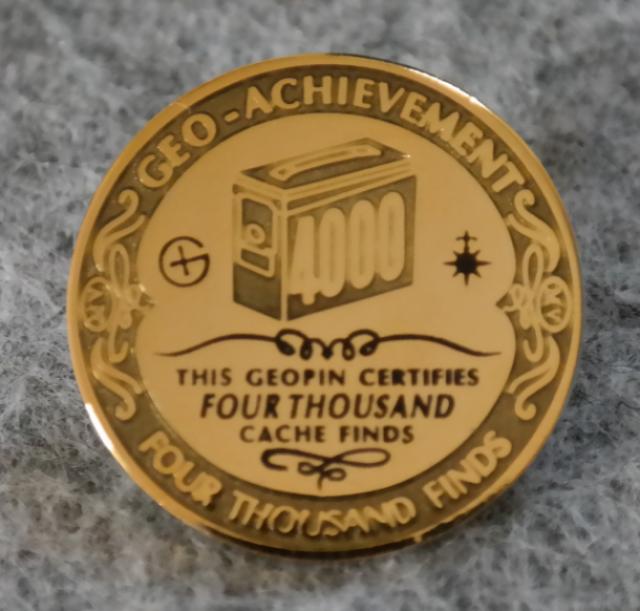 GEO-ACHIEVEMENT
4000
THIS GEOPIN CERTIFIES
FOUR THOUSAND
CACHE FINDS
FOUR THOUSAND FINDS